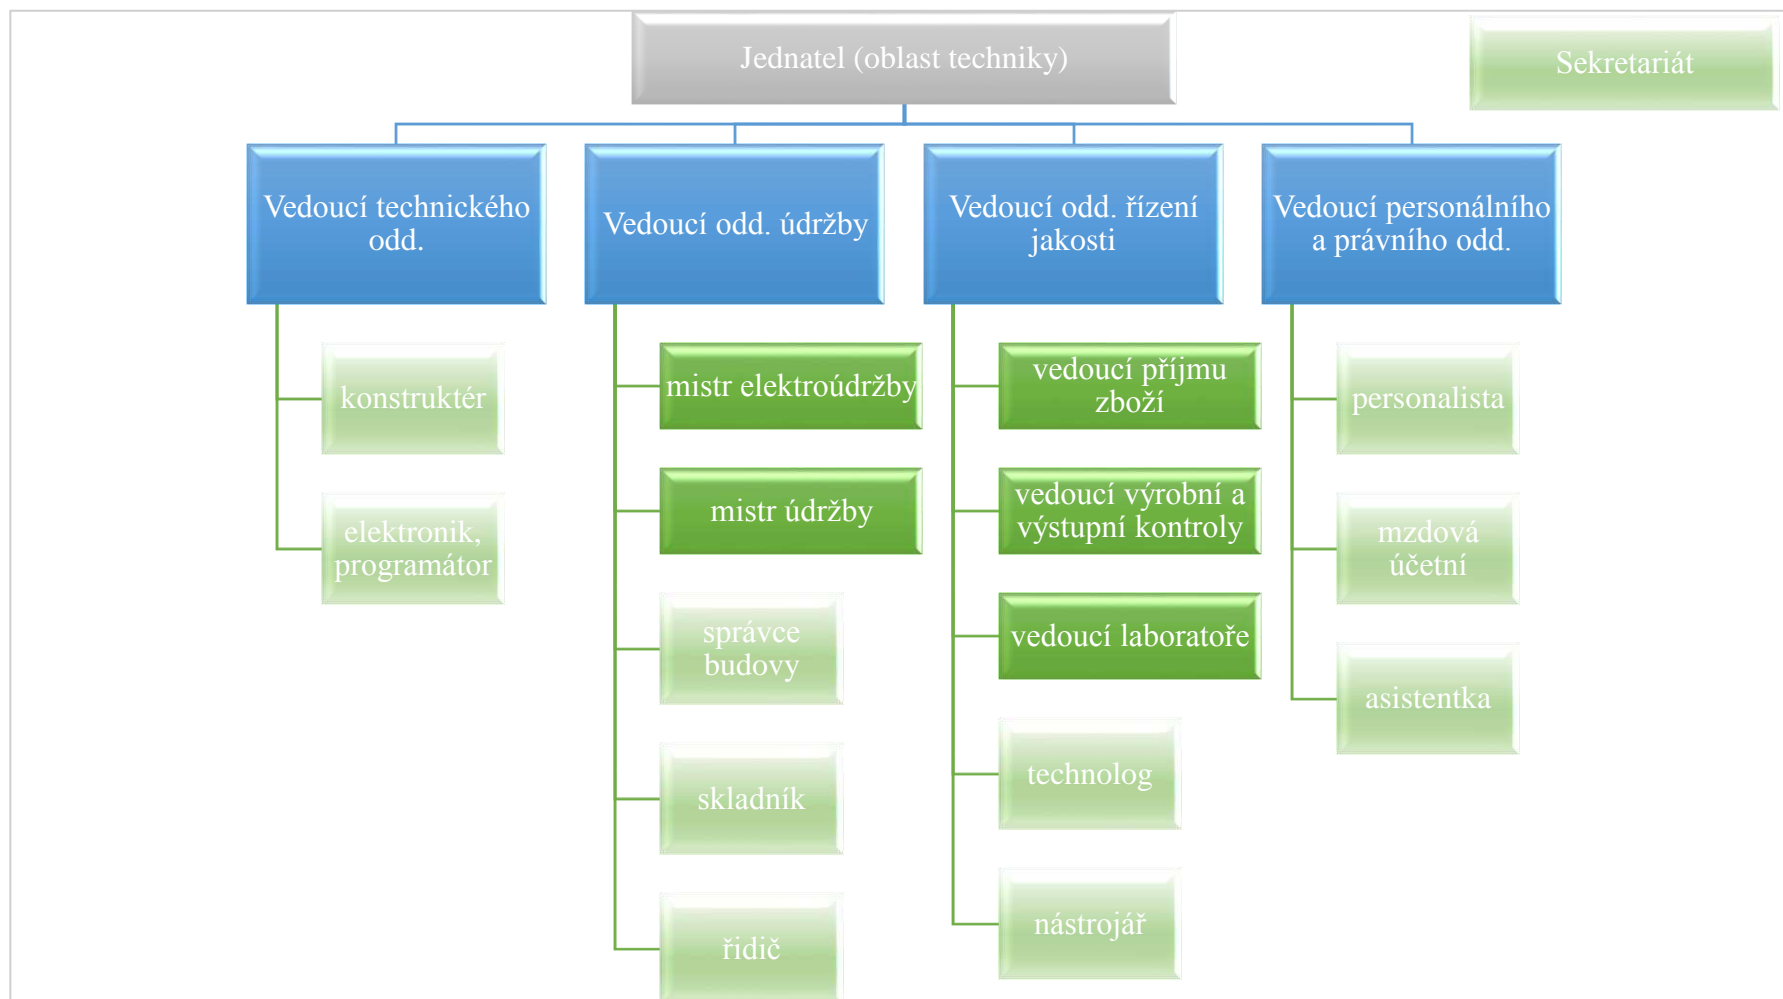 Jednatel (oblast techniky)
Sekretariát
Vedoucí technického
odd.
Vedoucí odd. údržby
Vedoucí odd. řízení
jakosti
Vedoucí personálního
a právního odd.
konstruktér
elektronik,
programátor
mistr elektroúdržby
mistr údržby
správce
budovy
skladník
řidič
vedoucí příjmu
zboží
vedoucí výrobní a
výstupní kontroly
vedoucí laboratoře
technolog
nástrojář
personalista
mzdová
účetní
asistentka